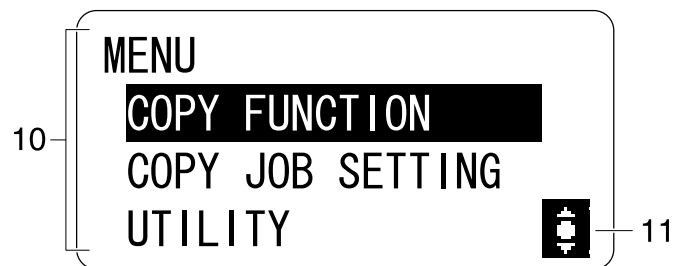 MENU
COPY FUNCTION
10
COPY JOB SETTING
UTILITY
11